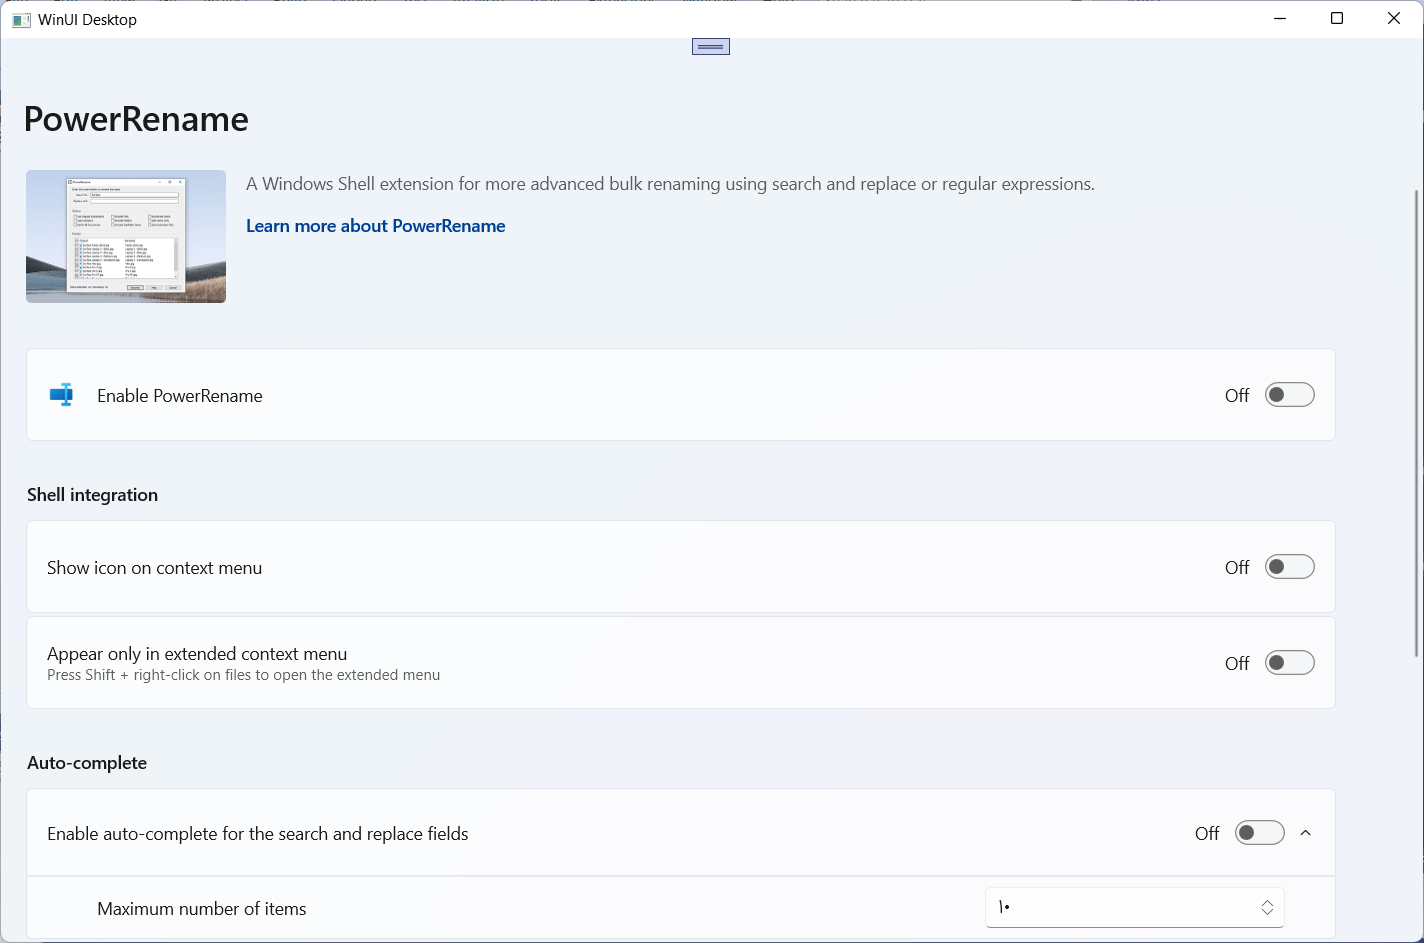 WinUI Desktop
PowerRename
A Windows Shell extension for more advanced bulk renaming using search and replace or regular expressions.
Learn more about PowerRename
Enable PowerRename
Off
Shell integration
Show icon on context menu
Off
Appear only in extended context menu
Press Shift + right-click on files to open the extended menu
Off
Auto-complete
Enable auto-complete for the search and replace fields
Off
Maximum number of items
۱۰